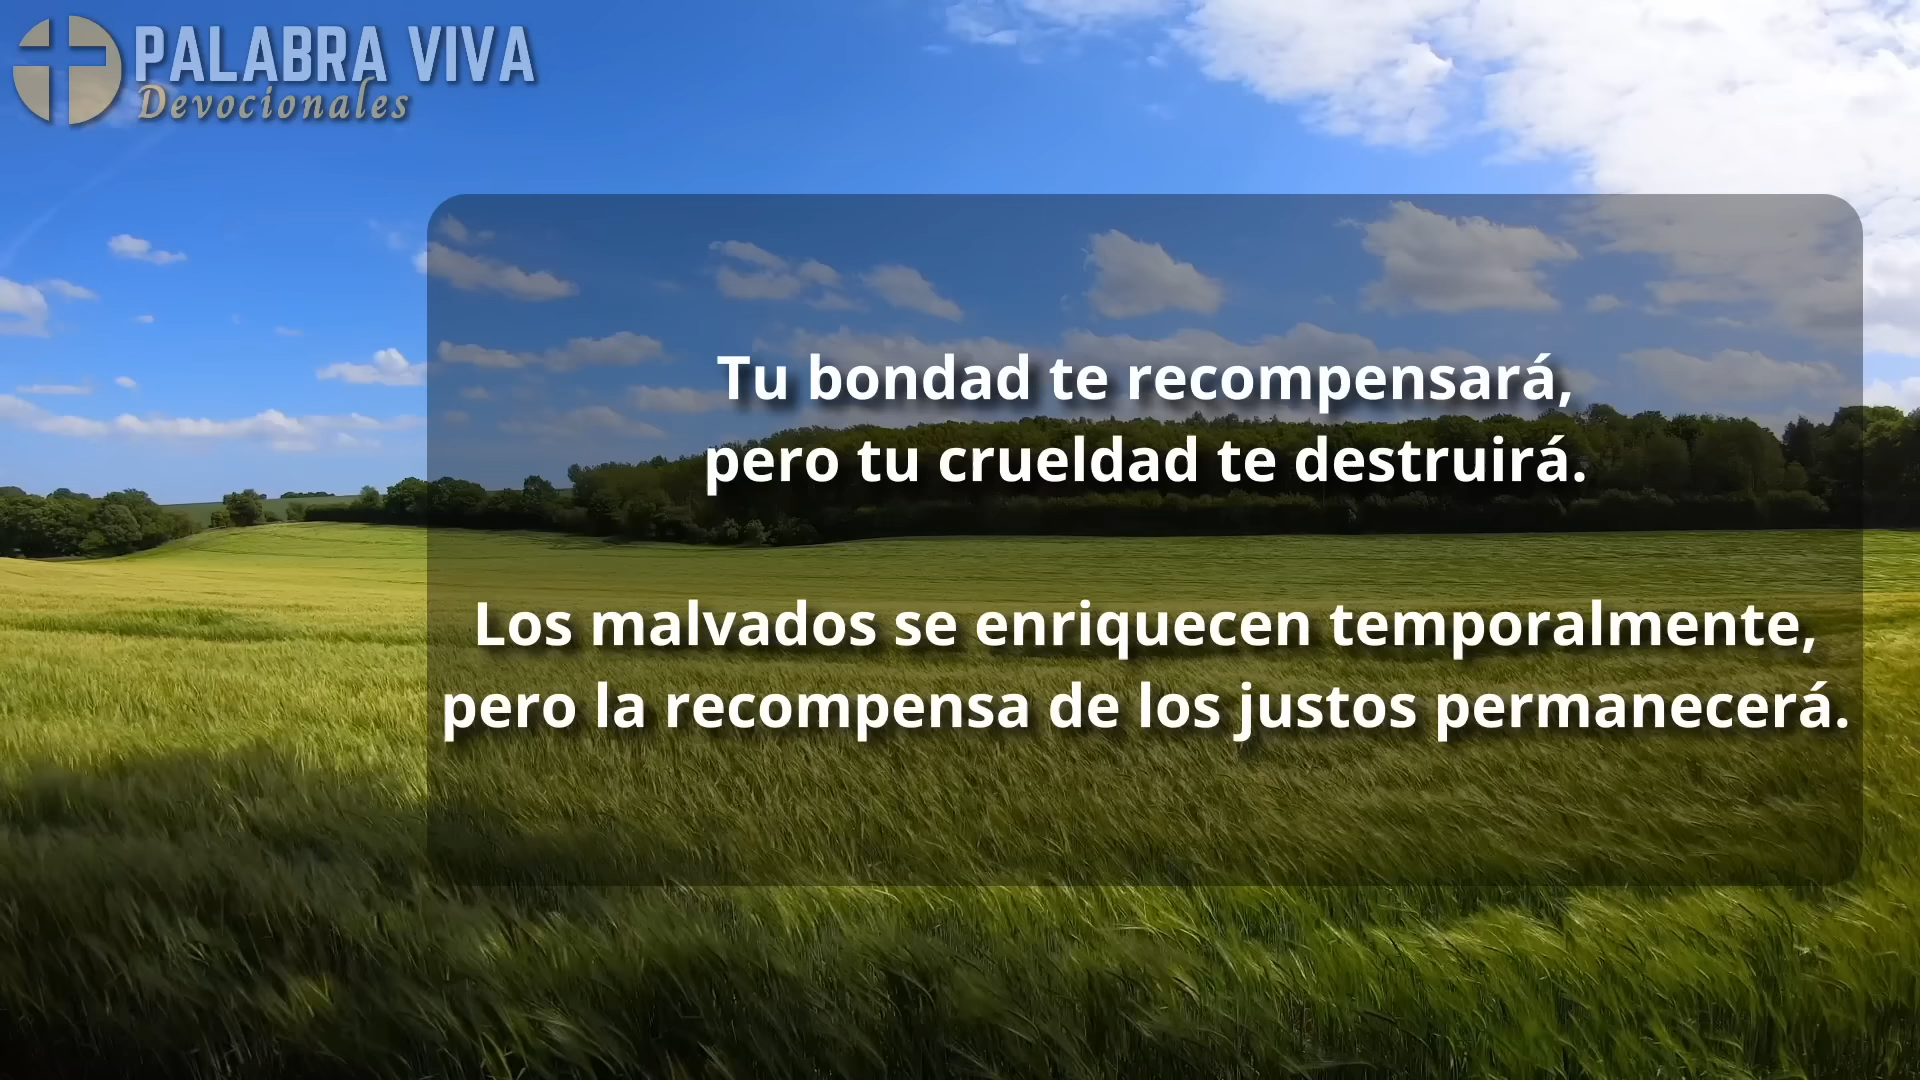 PALABRA VIVA
Devocionales
Tu bondad te recompensará,
pero tu crueldad te destruirá.
Los malvados se enriquecen temporalmente,
pero la recompensa de los justos permanecerá.